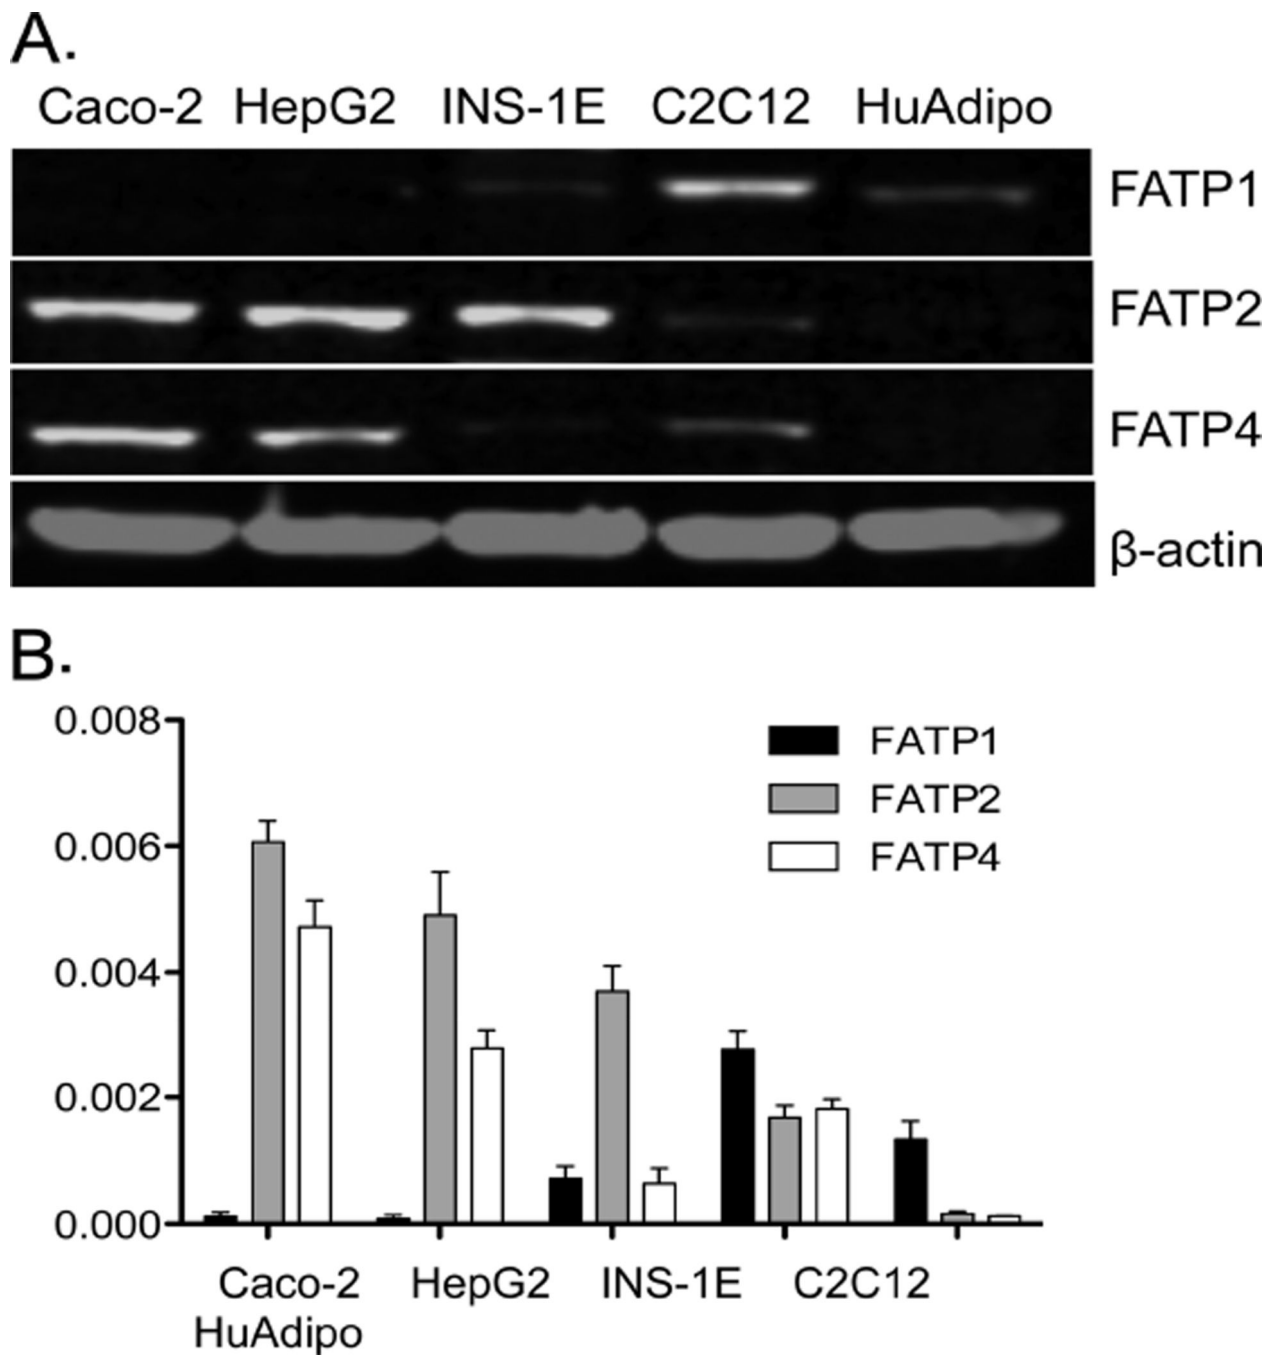 A.
Caco-2 HepG2 INS-1E C2C12 HuAdipo
FATP1
FATP2
FATP4
β-actin
B.
0.008
0.006
0.004
0.002
0.000
FATP1
FATP2
FATP4
Caco-2 HepG2 INS-1E C2C12
HuAdipo